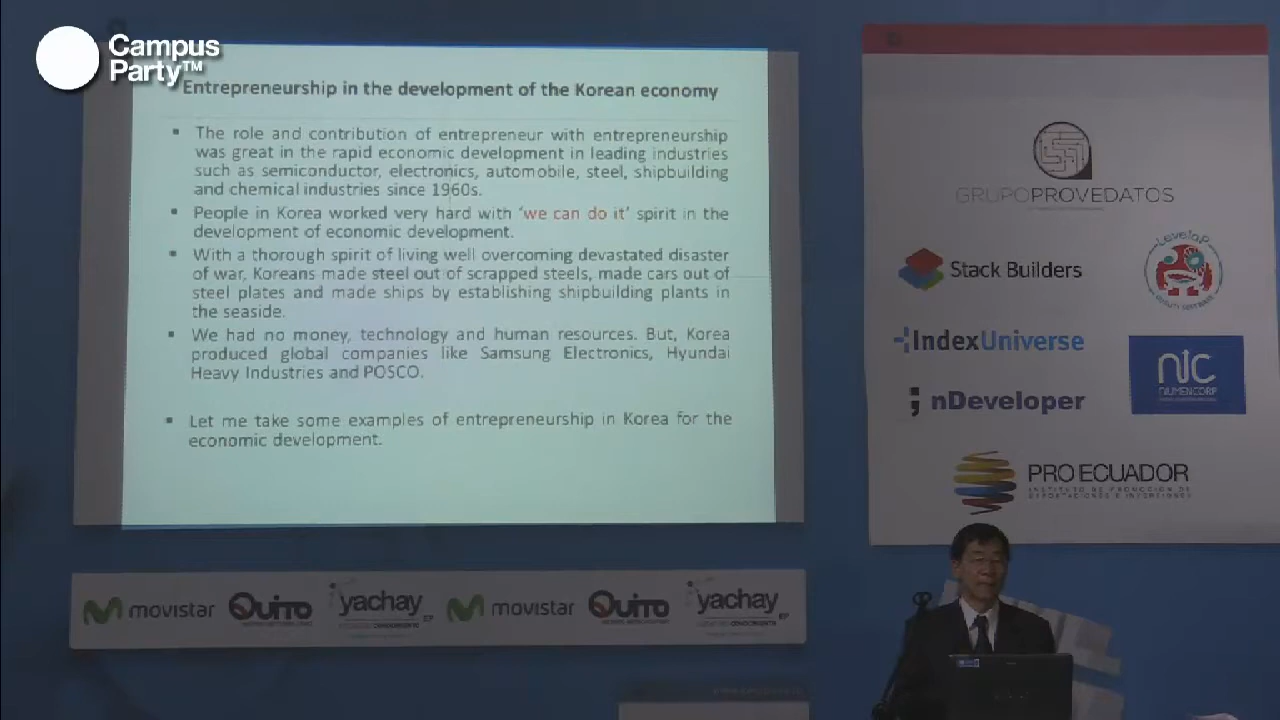 Campus
Party™
Entrepreneurship in the development of the Korean economy
▪ The role and contribution of entrepreneur with entrepreneurship
was great in the rapid economic development in leading industries
such as semiconductor, electronics, automobile, steel, shipbuilding
and chemical industries since 1960s.
▪ People in Korea worked very hard with ‘we can do it’ spirit in the
development of economic development.
▪ With a thorough spirit of living well overcoming devastated disaster
of war, Koreans made steel out of scrapped steels, made cars out of
steel plates and made ships by establishing shipbuilding plants in
the seaside.
▪ We had no money, technology and human resources. But, Korea
produced global companies like Samsung Electronics, Hyundai
Heavy Industries and POSCO.
▪ Let me take some examples of entrepreneurship in Korea for the
economic development.
GRUPOPROVEDATOS
Stack Builders
IndexUniverse
nDeveloper
PRO ECUADOR
INSTITUTO DE PROMOCIÓN DE
EXPORTACIONES E INVERSIONES
movistar QUITO yachay EP movistar QUITO yachay EP